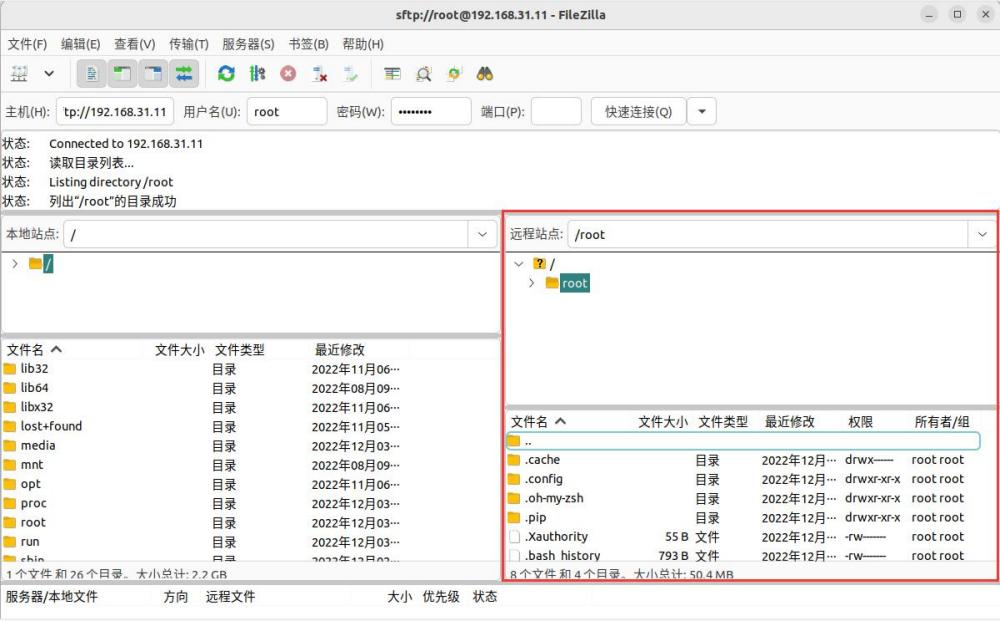 sftp://root@192.168.31.11 - FileZilla
文件(F) 编辑(E) 查看(V) 传输(T) 服务器(S) 书签(B) 帮助(H)
主机(H): tp://192.168.31.11 用户名(U): root 密码(W): •••••••• 端口(P): 快速连接(Q)
状态: Connected to 192.168.31.11
状态: 读取目录列表...
状态: Listing directory /root
状态: 列出“/root”的目录成功
本地站点: /
/
文件名 文件大小 文件类型 最近修改
lib32 目录 2022年11月06···
lib64 目录 2022年08月09···
libx32 目录 2022年11月06···
lost+found 目录 2022年11月05···
media 目录 2022年12月03···
mnt 目录 2022年08月09···
opt 目录 2022年11月06···
proc 目录 2022年12月03···
root 目录 2022年12月03···
run 目录 2022年12月03···
sbin 目录 2022年12月03···
1 个文件 和 26 个目录。大小总计: 2.2 GB
远程站点: /root
/
root
文件名 文件大小 文件类型 最近修改 权限 所有者/组
..
.cache 目录 2022年12月··· drwx------ root root
.config 目录 2022年12月··· drwxr-xr-x root root
.oh-my-zsh 目录 2022年12月··· drwxr-xr-x root root
.pip 目录 2022年12月··· drwxr-xr-x root root
.Xauthority 55 B 文件 2022年12月··· -rw------- root root
.bash_history 793 B 文件 2022年12月··· -rw------- root root
8 个文件 和 4 个目录。大小总计: 50.4 MB
服务器/本地文件 方向 远程文件 大小 优先级 状态